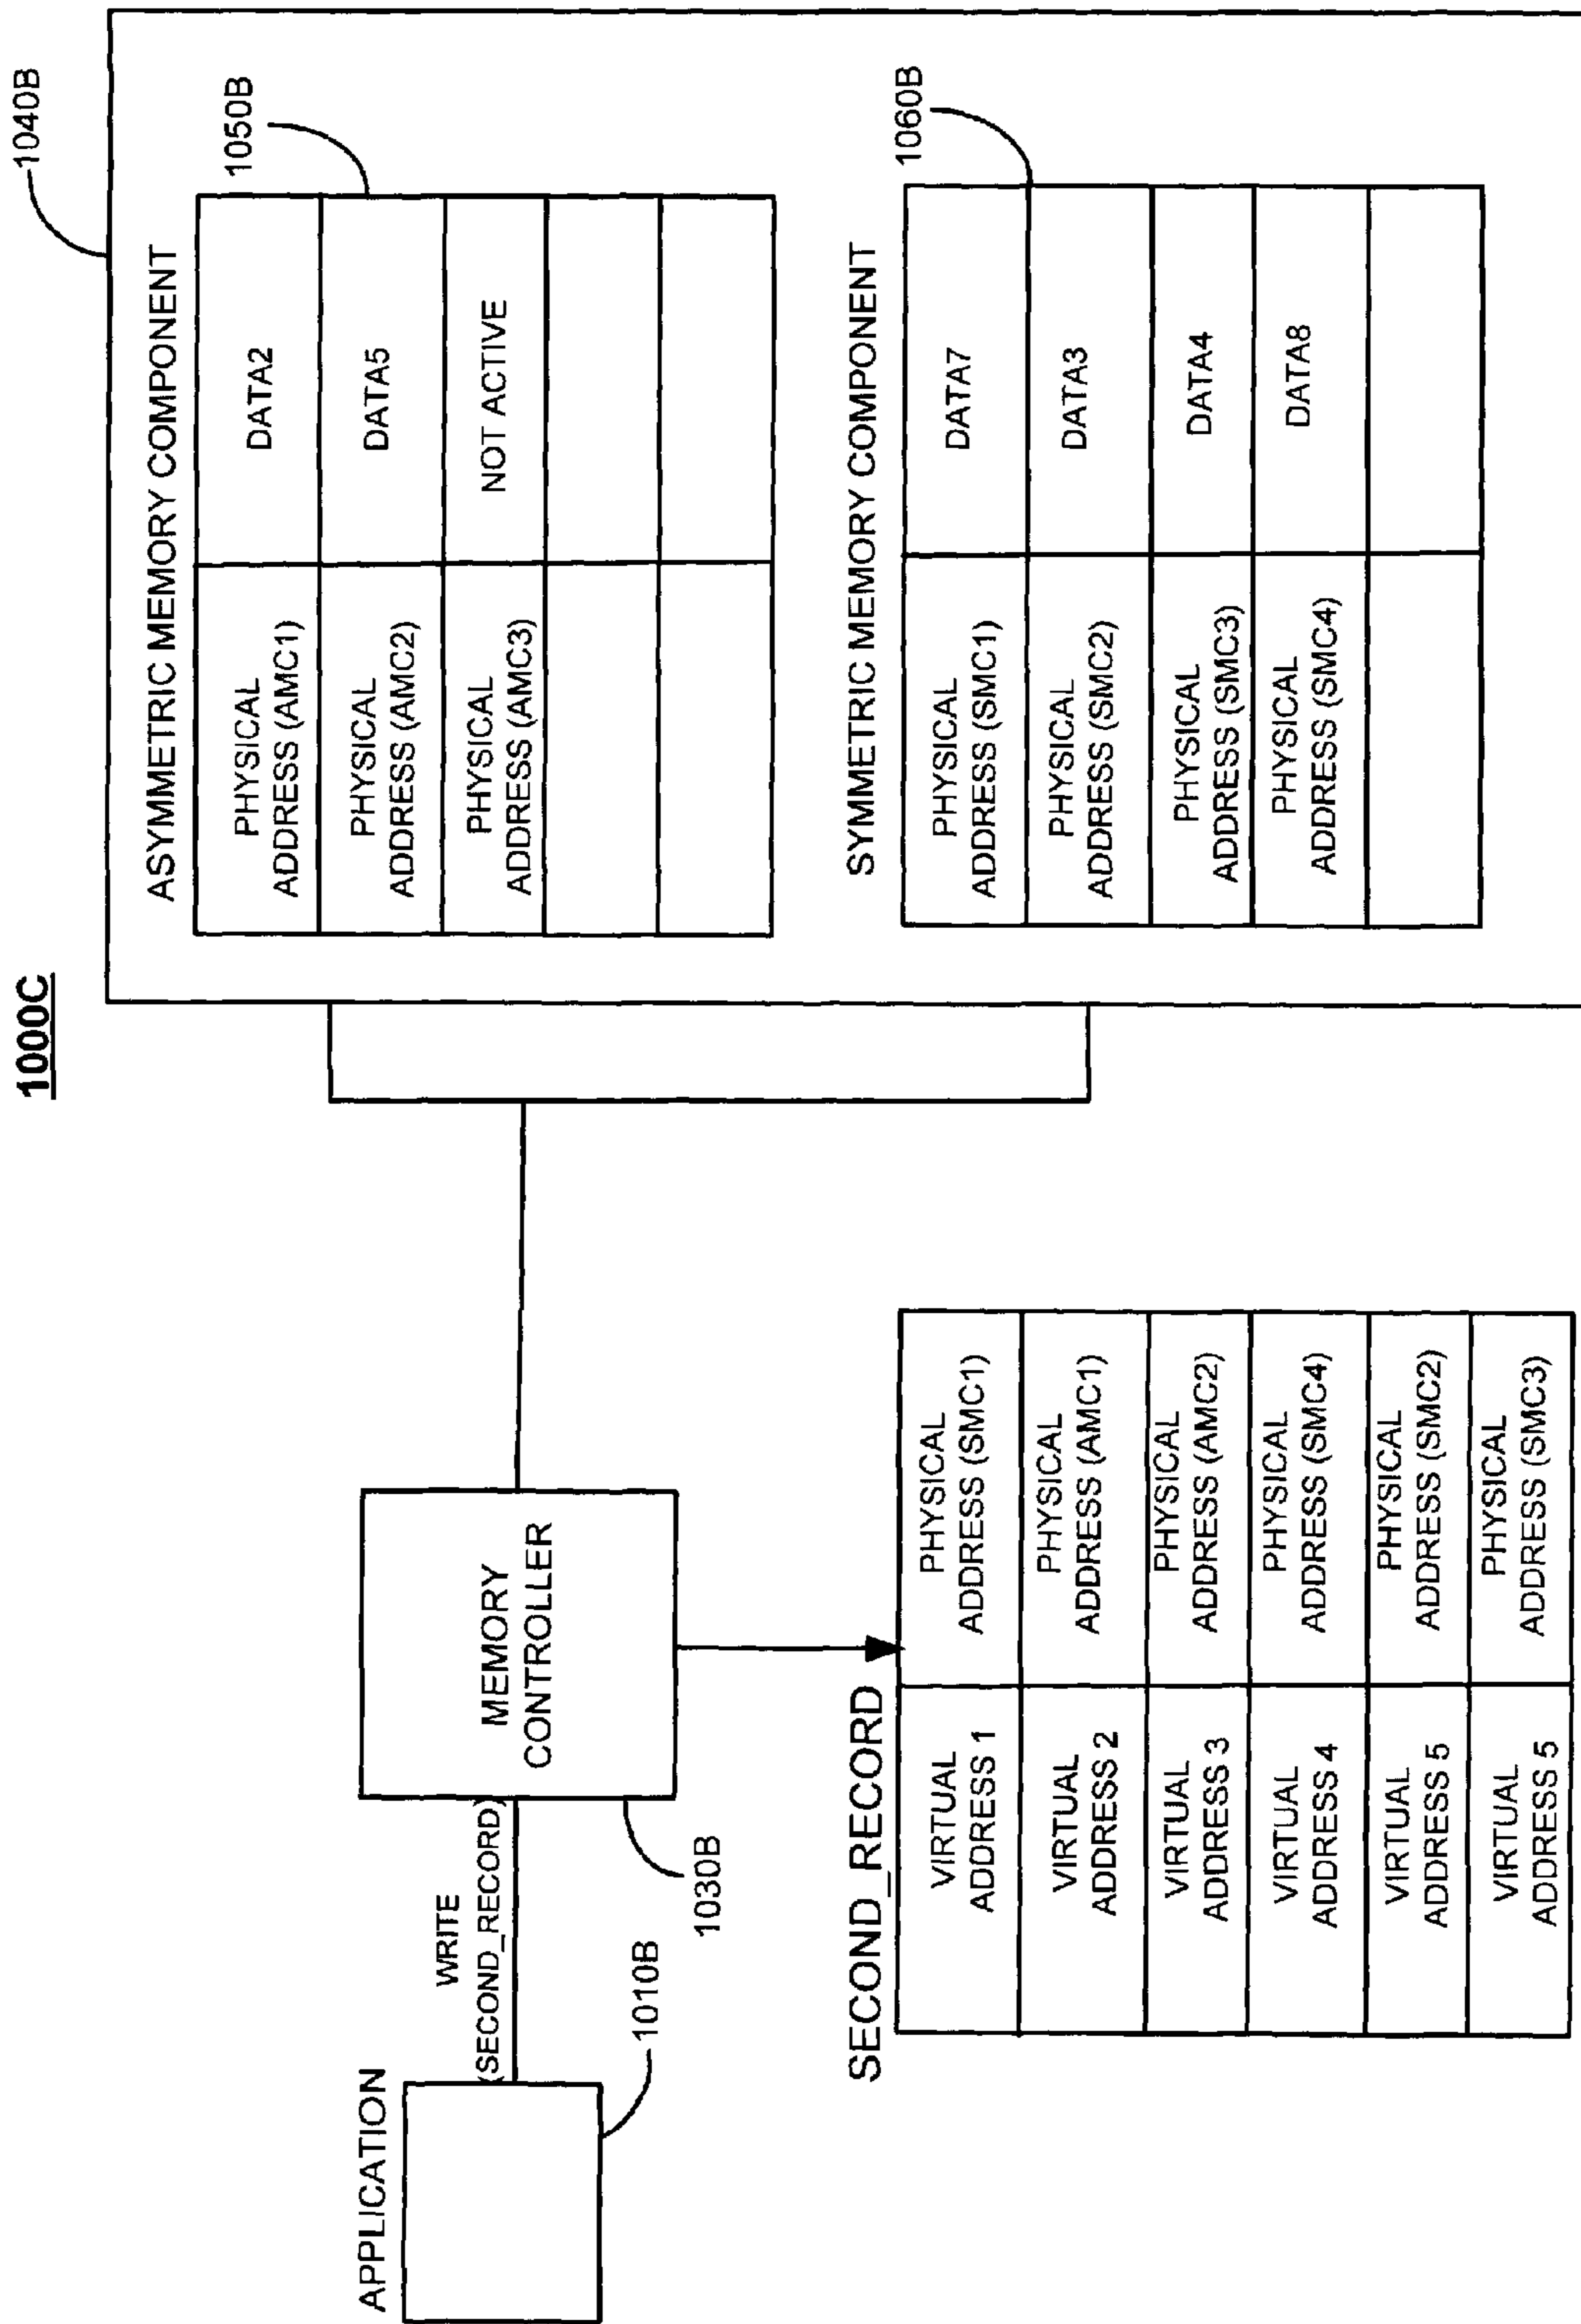 1000C
1040B
ASYMMETRIC MEMORY COMPONENT
1050B
PHYSICAL
ADDRESS (AMC1)
DATA2
PHYSICAL
ADDRESS (AMC2)
DATA5
PHYSICAL
ADDRESS (AMC3)
NOT ACTIVE
SYMMETRIC MEMORY COMPONENT
1060B
PHYSICAL
ADDRESS (SMC1)
DATA7
PHYSICAL
ADDRESS (SMC2)
DATA3
PHYSICAL
ADDRESS (SMC3)
DATA4
PHYSICAL
ADDRESS (SMC4)
DATA8
APPLICATION
1010B
WRITE
(SECOND_RECORD)
MEMORY
CONTROLLER
1030B
SECOND_RECORD
VIRTUAL
ADDRESS 1
PHYSICAL
ADDRESS (SMC1)
VIRTUAL
ADDRESS 2
PHYSICAL
ADDRESS (AMC1)
VIRTUAL
ADDRESS 3
PHYSICAL
ADDRESS (AMC2)
VIRTUAL
ADDRESS 4
PHYSICAL
ADDRESS (SMC4)
VIRTUAL
ADDRESS 5
PHYSICAL
ADDRESS (SMC2)
VIRTUAL
ADDRESS 5
PHYSICAL
ADDRESS (SMC3)